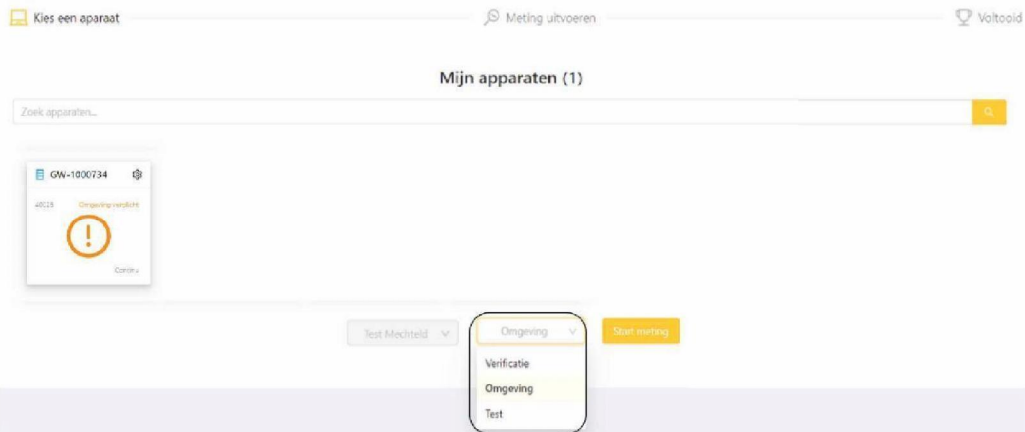 Kies een aparaat
Meting uitvoeren
Voltooid
Mijn apparaten (1)
Zoek apparaten...
GW-1000734
Omgeving verplicht
Test Mechteld
Omgeving
Start meting
Verificatie
Omgeving
Test